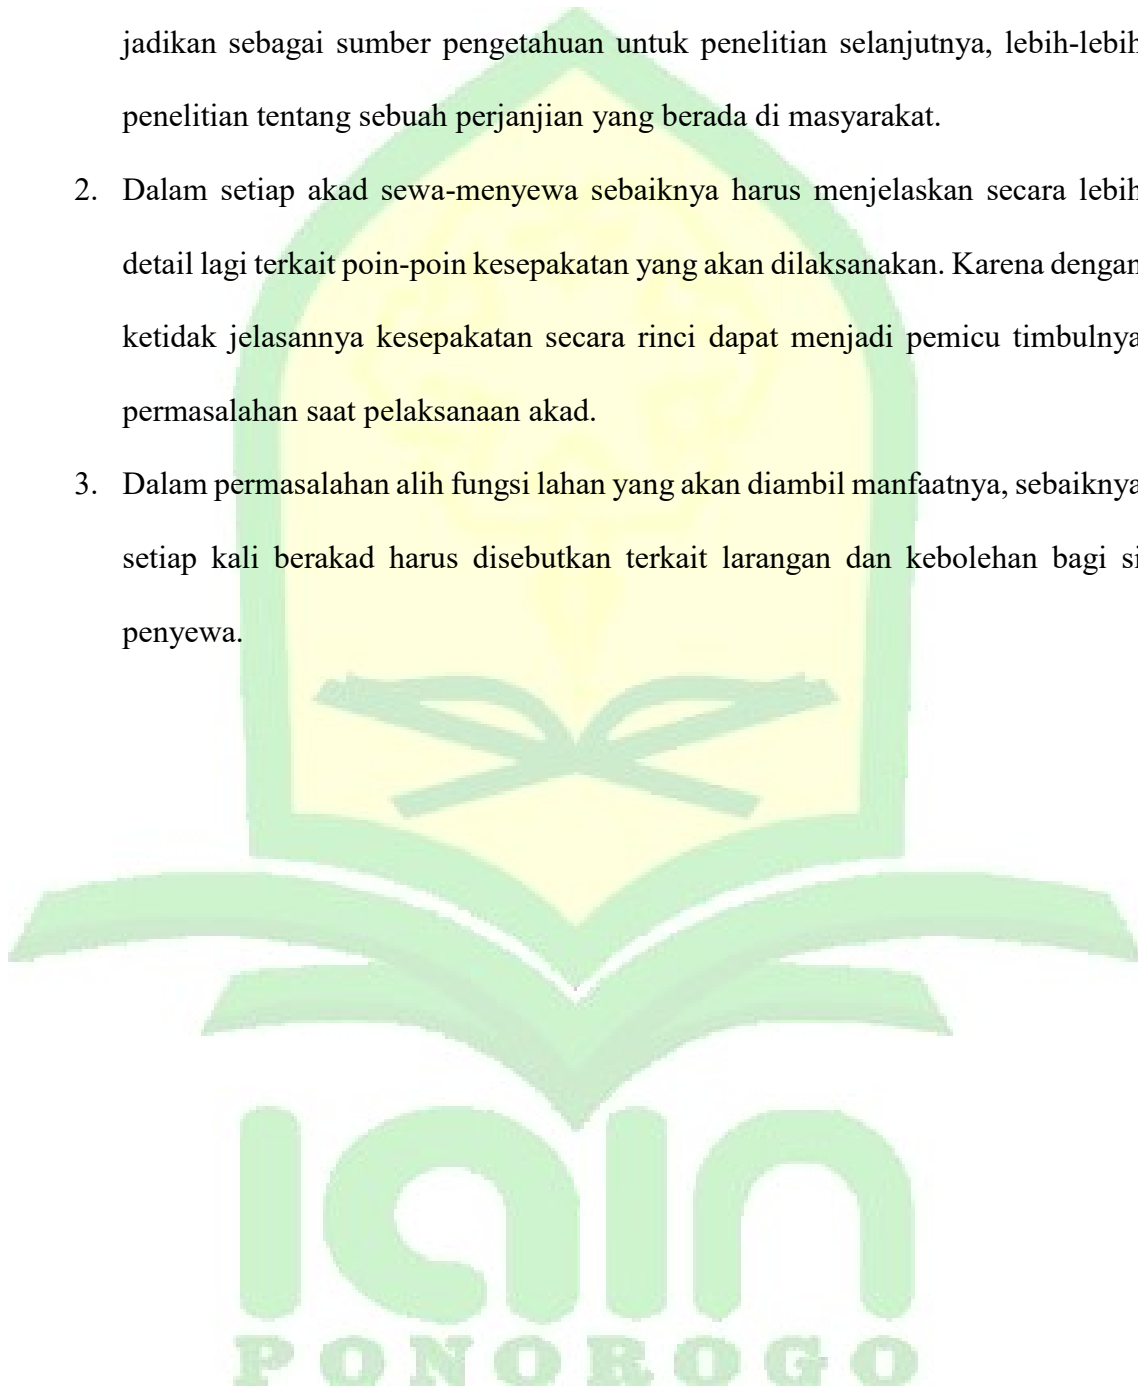 jadikan sebagai sumber pengetahuan untuk penelitian selanjutnya, lebih-lebih
penelitian tentang sebuah perjanjian yang berada di masyarakat.
2. Dalam setiap akad sewa-menyewa sebaiknya harus menjelaskan secara lebih
detail lagi terkait poin-poin kesepakatan yang akan dilaksanakan. Karena dengan
ketidak jelasannya kesepakatan secara rinci dapat menjadi pemicu timbulnya
permasalahan saat pelaksanaan akad.
3. Dalam permasalahan alih fungsi lahan yang akan diambil manfaatnya, sebaiknya
setiap kali berakad harus disebutkan terkait larangan dan kebolehan bagi si
penyewa.
iain
PONOROGO